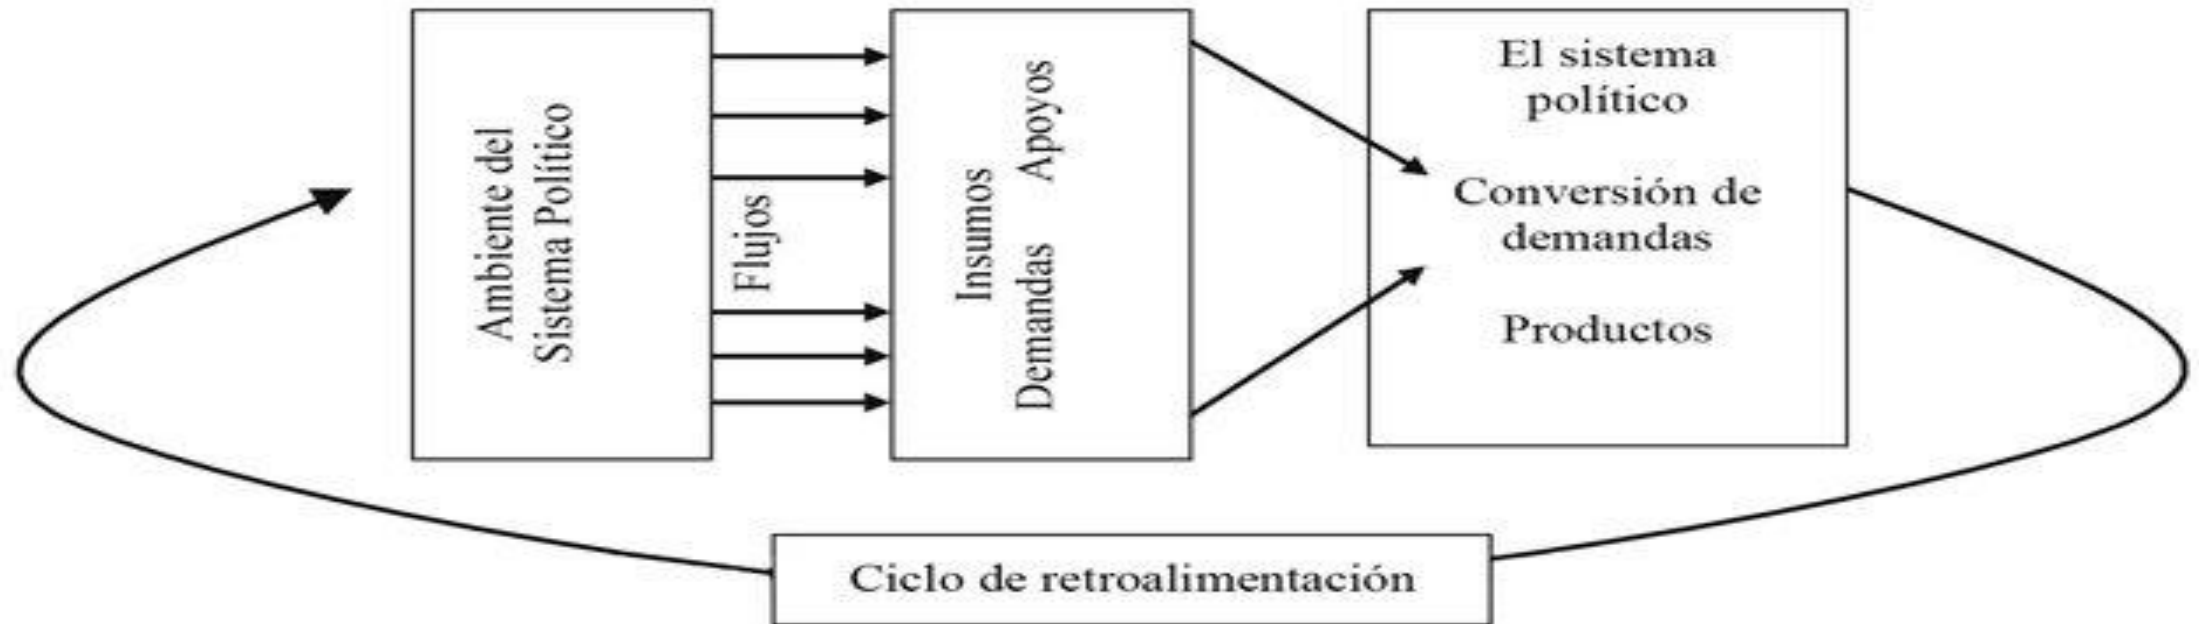 Ambiente del
Sistema Político
Flujos
Insumos
Demandas Apoyos
El sistema
político
Conversión de
demandas
Productos
Ciclo de retroalimentación